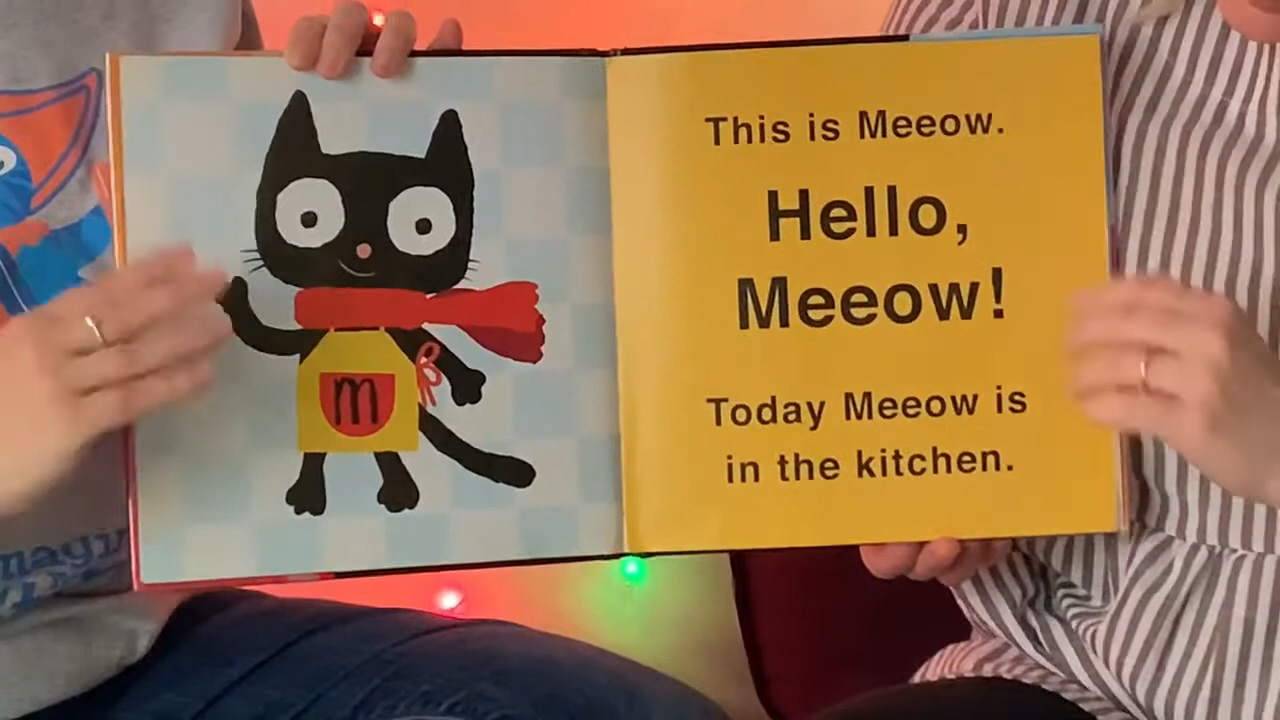 m
This is Meeow.
Hello,
Meeow!
Today Meeow is
in the kitchen.